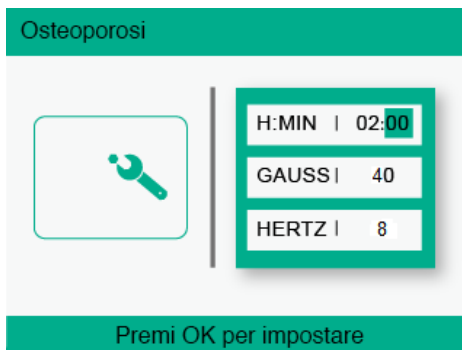 Osteoporosi
H:MIN | 02:00
GAUSS | 40
HERTZ | 8
Premi OK per impostare